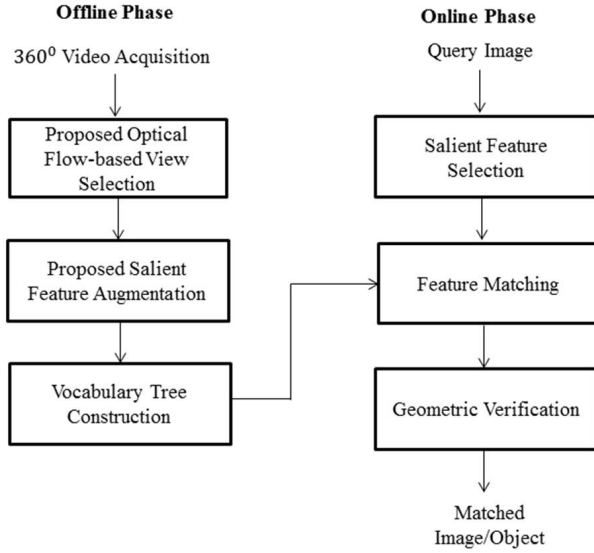 Offline Phase
360⁰ Video Acquisition
Proposed Optical
Flow-based View
Selection
Proposed Salient
Feature Augmentation
Vocabulary Tree
Construction
Online Phase
Query Image
Salient Feature
Selection
Feature Matching
Geometric Verification
Matched
Image/Object